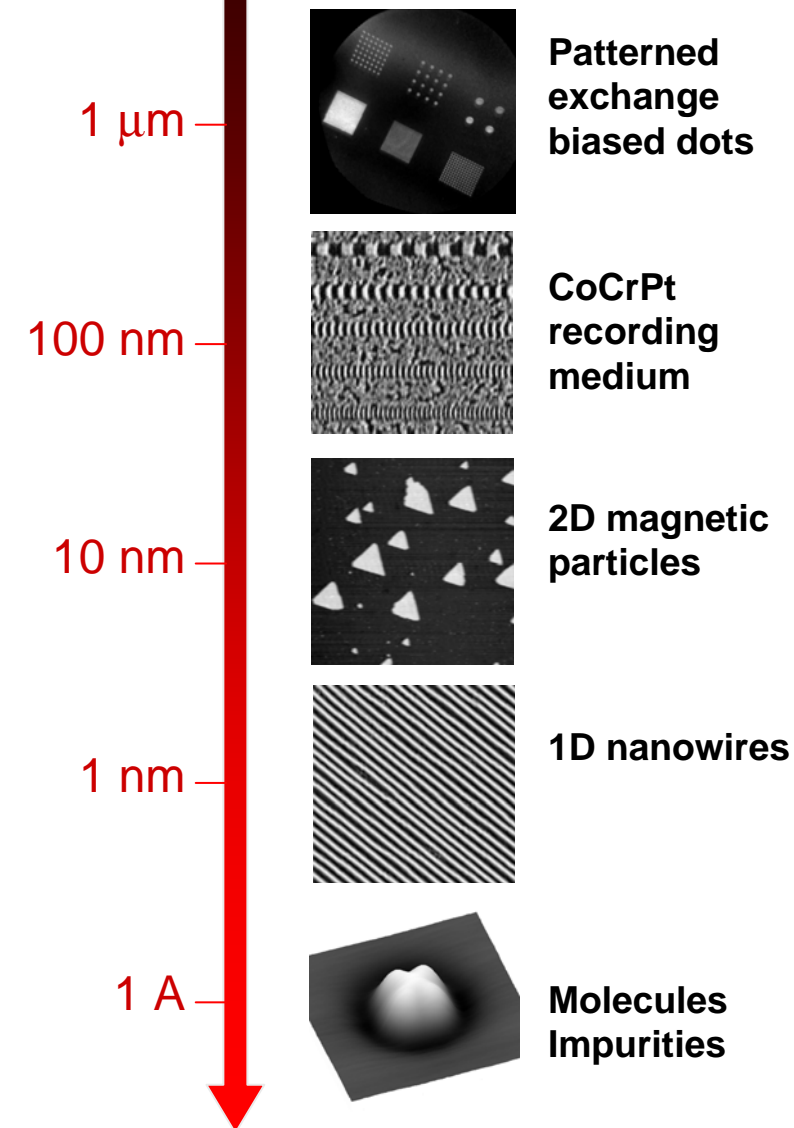 1 μm
Patterned
exchange
biased dots
100 nm
CoCrPt
recording
medium
10 nm
2D magnetic
particles
1 nm
1D nanowires
1 A
Molecules
Impurities